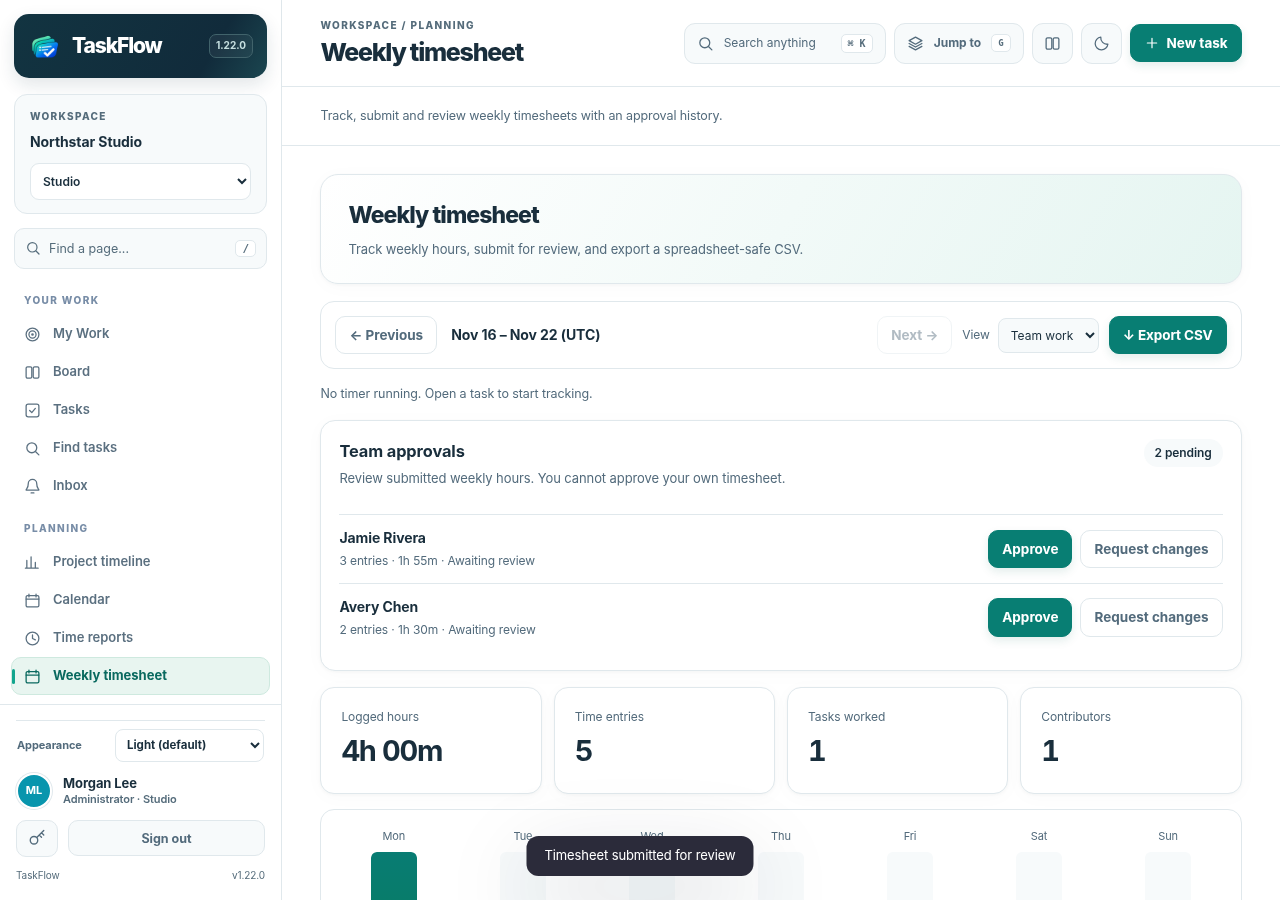 TaskFlow
1.22.0
WORKSPACE
Northstar Studio
Studio
Find a page...
/
YOUR WORK
My Work
Board
Tasks
Find tasks
Inbox
PLANNING
Project timeline
Calendar
Time reports
Weekly timesheet
Appearance
Light (default)
ML
Morgan Lee
Administrator · Studio
Sign out
TaskFlow
v1.22.0
WORKSPACE / PLANNING
Weekly timesheet
Search anything
⌘ K
Jump to
G
New task
Track, submit and review weekly timesheets with an approval history.
Weekly timesheet
Track weekly hours, submit for review, and export a spreadsheet-safe CSV.
← Previous
Nov 16 – Nov 22 (UTC)
Next →
View
Team work
↓ Export CSV
No timer running. Open a task to start tracking.
Team approvals
2 pending
Review submitted weekly hours. You cannot approve your own timesheet.
Jamie Rivera
3 entries · 1h 55m · Awaiting review
Approve
Request changes
Avery Chen
2 entries · 1h 30m · Awaiting review
Approve
Request changes
Logged hours
4h 00m
Time entries
5
Tasks worked
1
Contributors
1
Mon
Tue
Wed
Thu
Fri
Sat
Sun
Timesheet submitted for review